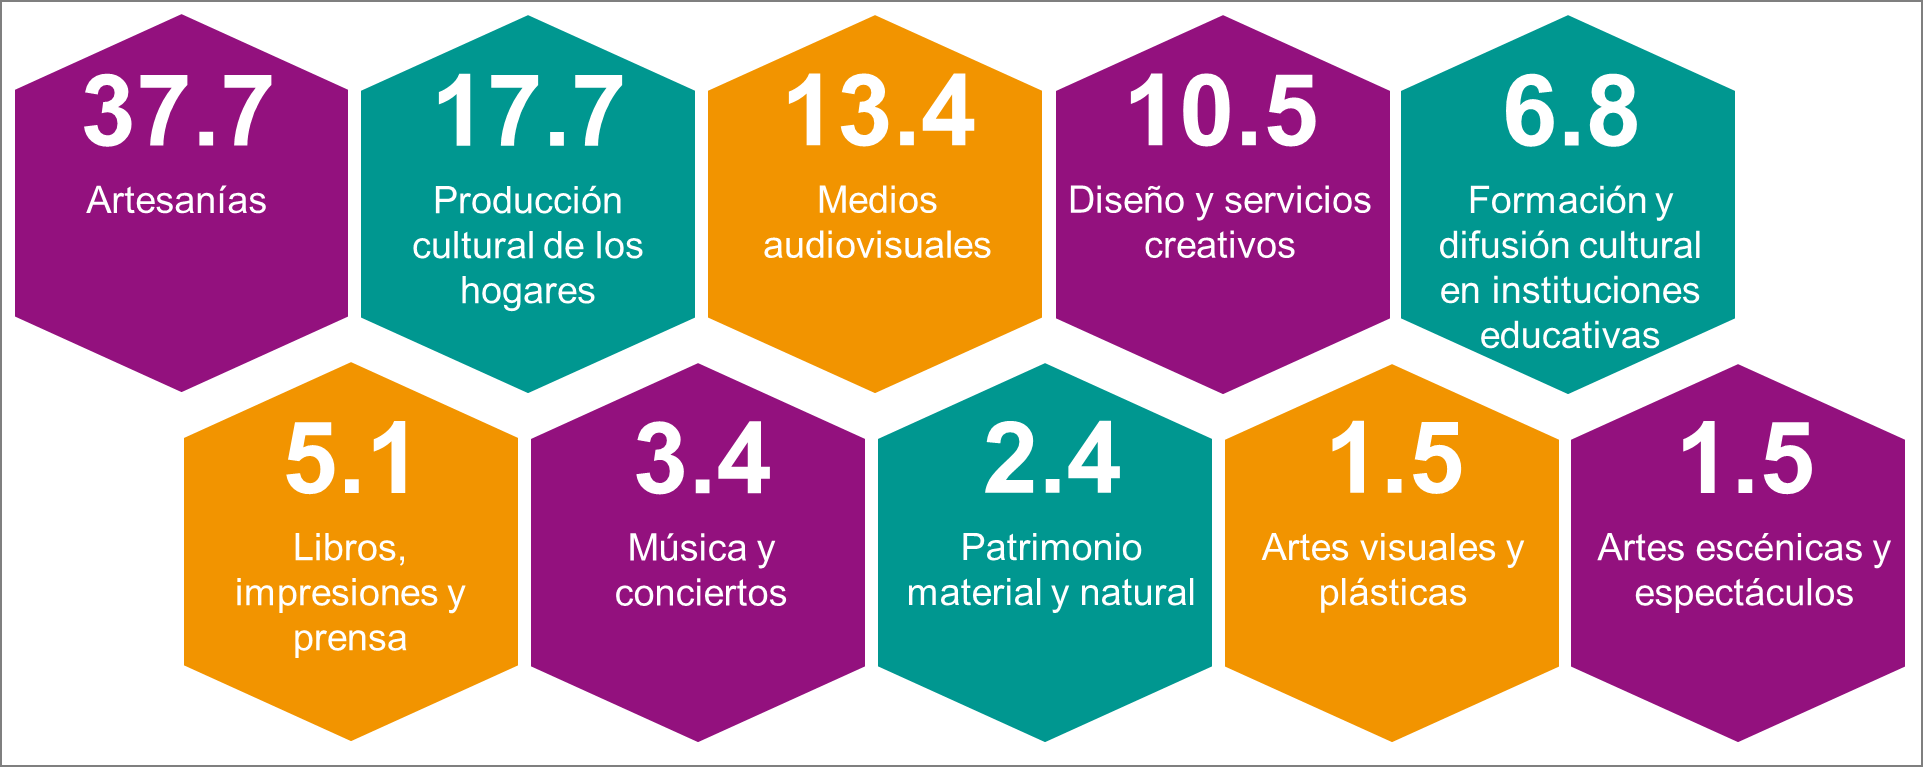 37.7
Artesanías
17.7
Producción
cultural de los
hogares
13.4
Medios
audiovisuales
10.5
Diseño y servicios
creativos
6.8
Formación y
difusión cultural
en instituciones
educativas
5.1
Libros,
impresiones y
prensa
3.4
Música y
conciertos
2.4
Patrimonio
material y natural
1.5
Artes visuales y
plásticas
1.5
Artes escénicas y
espectáculos